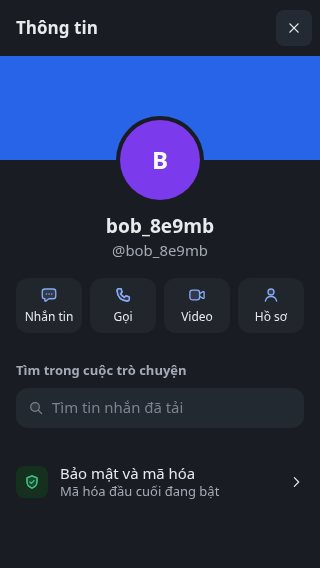 Thông tin
B
bob_8e9mb
@bob_8e9mb
Nhắn tin
Gọi
Video
Hồ sơ
Tìm trong cuộc trò chuyện
Tìm tin nhắn đã tải
Bảo mật và mã hóa
Mã hóa đầu cuối đang bật